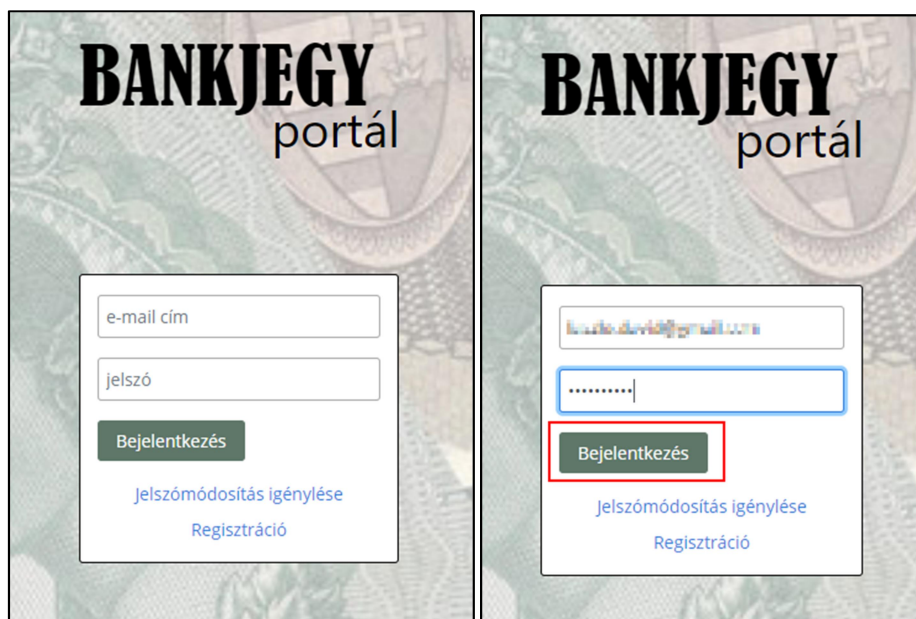 BANKJEGY
portál
e-mail cím
jelszó
Bejelentkezés
Jelszómódosítás igénylése
Regisztráció
BANKJEGY
portál
Bejelentkezés
Jelszómódosítás igénylése
Regisztráció